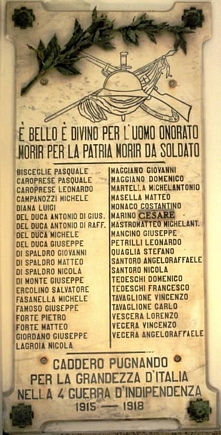 È BELLO È DIVINO PER L'UOMO ONORATO
MORIR PER LA PATRIA MORIR DA SOLDATO
BISCEGLIE PASQUALE
CAROPRESE PASQUALE
CAROPRESE LEONARDO
CAMPANOZZI MICHELE
DIANA LUIGI
DEL DUCA ANTONIO DI GIUS.
DEL DUCA ANTONIO DI RAFF.
DEL DUCA MICHELE
DEL DUCA GIUSEPPE
DI SPALDRO GIOVANNI
DI SPALDRO MATTEO
DI SPALDRO NICOLA
DI MONTE GIUSEPPE
ERCOLINO SALVATORE
FASANELLA MICHELE
FAMOSO GIUSEPPE
FORTE PIETRO
FORTE MATTEO
GIORDANO GIUSEPPE
LAGROIA NICOLA
MAGGIANO GIOVANNI
MAGGIANO DOMENICO
MARTELLA MICHELANTONIO
MASELLA MATTEO
MONACO COSTANTINO
MARINO CESARE
MASTROMATTEO MICHELANT.
MANCINO GIUSEPPE
PETRILLI LEONARDO
QUAGLIA STEFANO
SANTORO ANGELORAFFAELE
SANTORO NICOLA
TEDESCHI DOMENICO
TEDESCHI FRANCESCO
TAVAGLIONE VINCENZO
TAVAGLIONE CARLO
VESCERA LORENZO
VECERA VINCENZO
VECERA ANGELORAFFAELE
CADDERO PUGNANDO
PER LA GRANDEZZA D'ITALIA
NELLA 4 GUERRA D'INDIPENDENZA
1915 — 1918